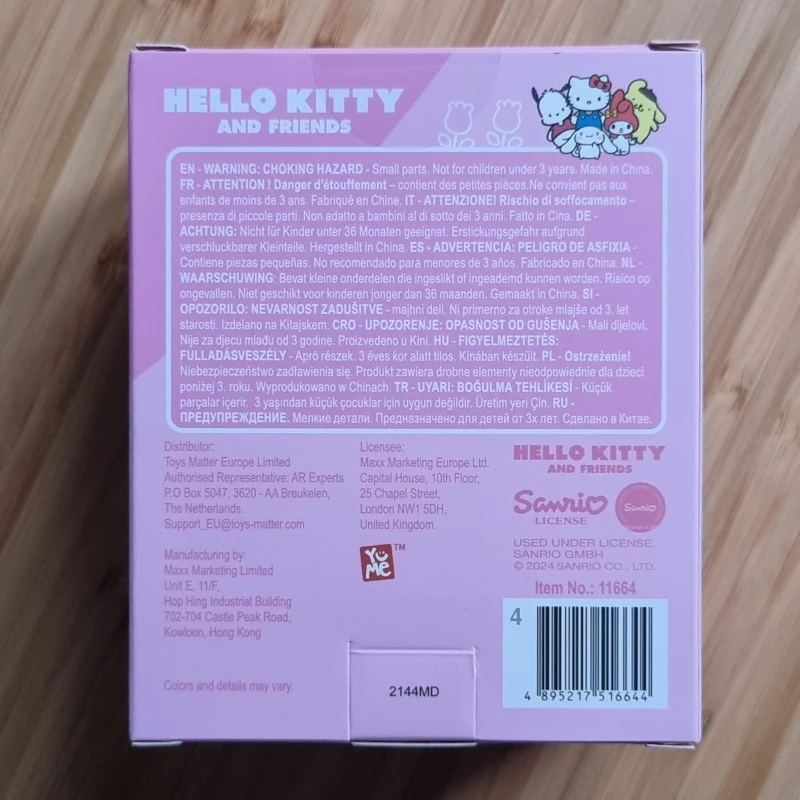 HELLO KITTY
AND FRIENDS
EN - WARNING: CHOKING HAZARD - Small parts. Not for children under 3 years. Made in China.
FR - ATTENTION ! Danger d'étouffement – contient des petites pièces.Ne convient pas aux
enfants de moins de 3 ans. Fabriqué en Chine. IT - ATTENZIONE! Rischio di soffocamento –
presenza di piccole parti. Non adatto a bambini al di sotto dei 3 anni. Fatto in Cina. DE -
ACHTUNG: Nicht für Kinder unter 36 Monaten geeignet. Erstickungsgefahr aufgrund
verschluckbarer Kleinteile. Hergestellt in China. ES - ADVERTENCIA: PELIGRO DE ASFIXIA -
Contiene piezas pequeñas. No recomendado para menores de 3 años. Fabricado en China. NL -
WAARSCHUWING: Bevat kleine onderdelen die ingeslikt of ingeademd kunnen worden. Risico op
ongevallen. Niet geschikt voor kinderen jonger dan 36 maanden. Gemaakt in China. SI -
OPOZORILO: NEVARNOST ZADUŠITVE - majhni deli. Ni primerno za otroke mlajše od 3. let
starosti. Izdelano na Kitajskem. CRO - UPOZORENJE: OPASNOST OD GUŠENJA - Mali dijelovi.
Nije za djecu mlađu od 3 godine. Proizvedeno u Kini. HU - FIGYELMEZTETÉS:
FULLADÁSVESZÉLY - Apró részek. 3 éves kor alatt tilos. Kínában készült. PL - Ostrzeżenie!
Niebezpieczeństwo zadławienia się. Produkt zawiera drobne elementy nieodpowiednie dla dzieci
poniżej 3. roku. Wyprodukowano w Chinach. TR - UYARI: BOĞULMA TEHLİKESİ - Küçük
parçalar içerir. 3 yaşından küçük çocuklar için uygun değildir. Üretim yeri Çin. RU -
ПРЕДУПРЕЖДЕНИЕ. Мелкие детали. Предназначено для детей от 3х лет. Сделано в Китае.
Distributor:
Toys Matter Europe Limited
Authorised Representative: AR Experts
P.O Box 5047, 3620 - AA Breukelen,
The Netherlands.
Support_EU@toys-matter.com
Licensee:
Maxx Marketing Europe Ltd.
Capital House, 10th Floor,
25 Chapel Street,
London NW1 5DH,
United Kingdom.
YuMe™
HELLO KITTY
AND FRIENDS
Sanrio
LICENSE
Sanrio
USED UNDER LICENSE.
SANRIO GMBH
© 2024 SANRIO CO., LTD.
Item No.: 11664
Manufacturing by:
Maxx Marketing Limited
Unit E, 11/F,
Hop Hing Industrial Building
702-704 Castle Peak Road,
Kowloon, Hong Kong
Colors and details may vary.
2144MD
4
4 895217 516644